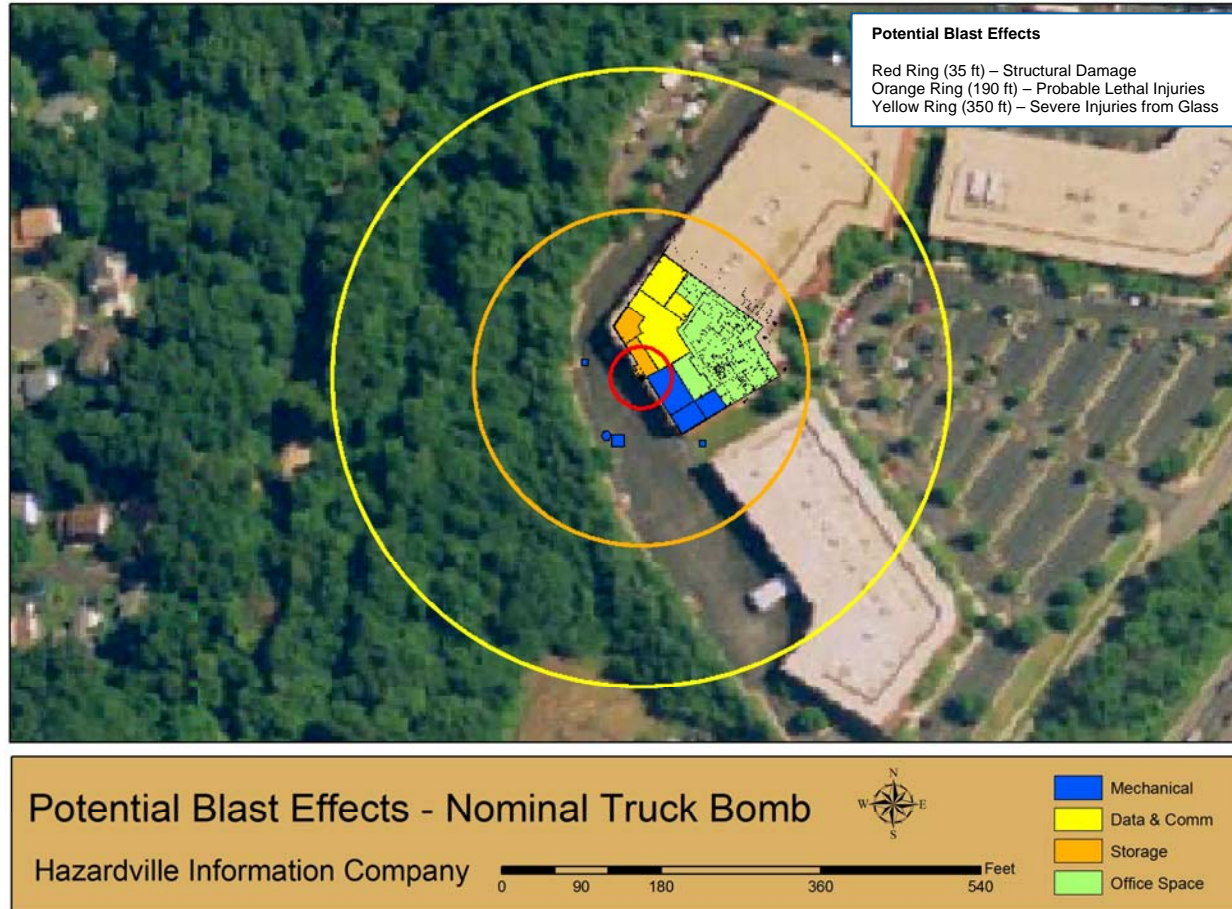 Potential Blast Effects
Red Ring (35 ft) – Structural Damage
Orange Ring (190 ft) – Probable Lethal Injuries
Yellow Ring (350 ft) – Severe Injuries from Glass
Potential Blast Effects - Nominal Truck Bomb
Hazardville Information Company
N
W E
S
Feet
0 90 180 360 540
Mechanical
Data & Comm
Storage
Office Space